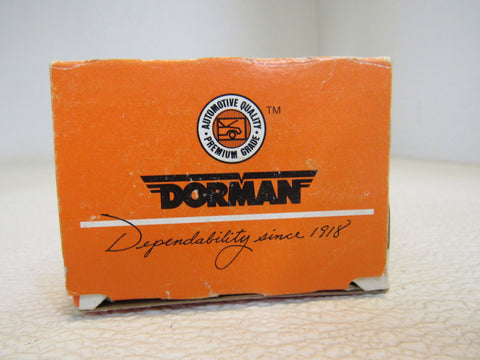 AUTOMOTIVE QUALITY
PREMIUM GRADE
TM
DORMAN
Dependability since 1918